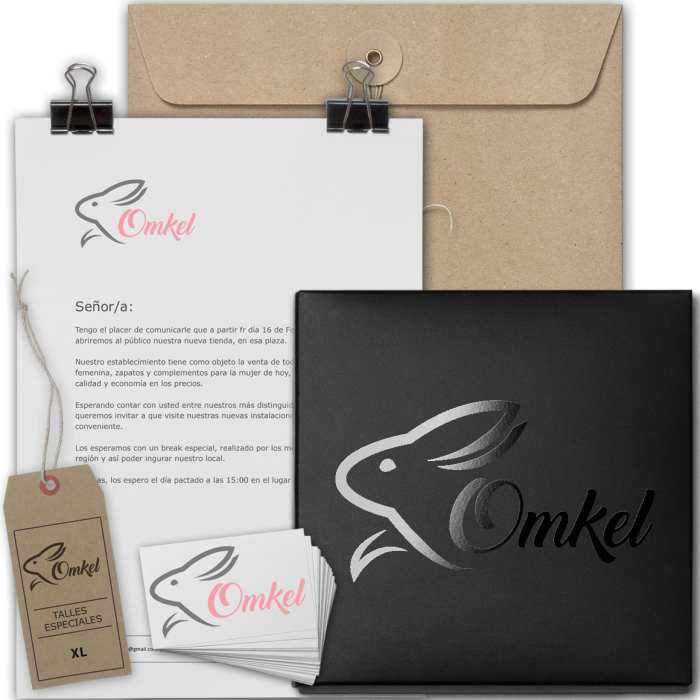 Omkel
Señor/a:
Tengo el placer de comunicarle que a partir fr día 16 de
abriremos al público nuestra nueva tienda, en esa plaza.
Nuestro establecimiento tiene como objeto la venta de
femenina, zapatos y complementos para la mujer de hoy,
calidad y economía en los precios.
Esperando contar con usted entre nuestros más
queremos invitar a que visite nuestras nuevas
conveniente.
Los esperamos con un break especial, realizado por los
región y así poder ingurar nuestro local.
los espero el día pactado a las 15:00 en el lugar
@gmail.co
Omkel
TALLES
ESPECIALES
XL
Omkel
Omkel